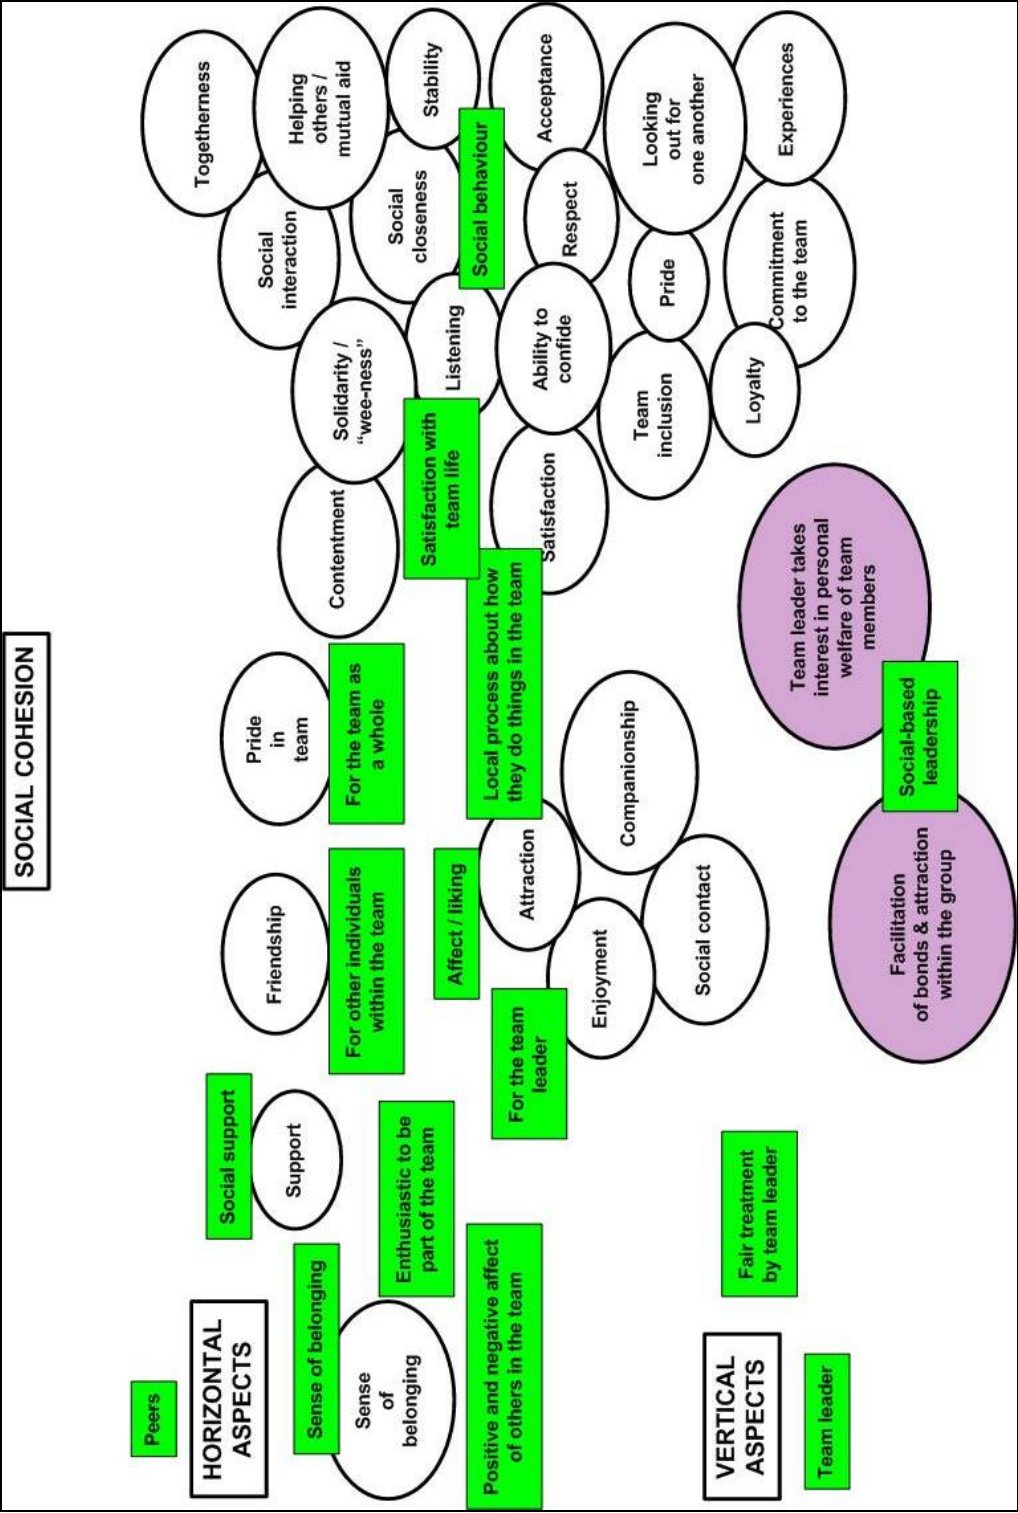 SOCIAL COHESION
Peers
HORIZONTAL
ASPECTS
Social support
Support
Sense of belonging
Sense
of
belonging
Enthusiastic to be
part of the team
Positive and negative affect
of others in the team
Friendship
For other individuals
within the team
Pride
in
team
For the team as
a whole
Affect / liking
For the team
leader
Attraction
Enjoyment
Companionship
Social contact
Local process about how
they do things in the team
Contentment
Satisfaction with
team life
Satisfaction
Solidarity /
“wee-ness”
Social
interaction
Togetherness
Helping
others /
mutual aid
Social
closeness
Stability
Listening
Social behaviour
Ability to
confide
Respect
Acceptance
Team
inclusion
Pride
Looking
out for
one another
Loyalty
Commitment
to the team
Experiences
VERTICAL
ASPECTS
Team leader
Fair treatment
by team leader
Facilitation
of bonds & attraction
within the group
Social-based
leadership
Team leader takes
interest in personal
welfare of team
members